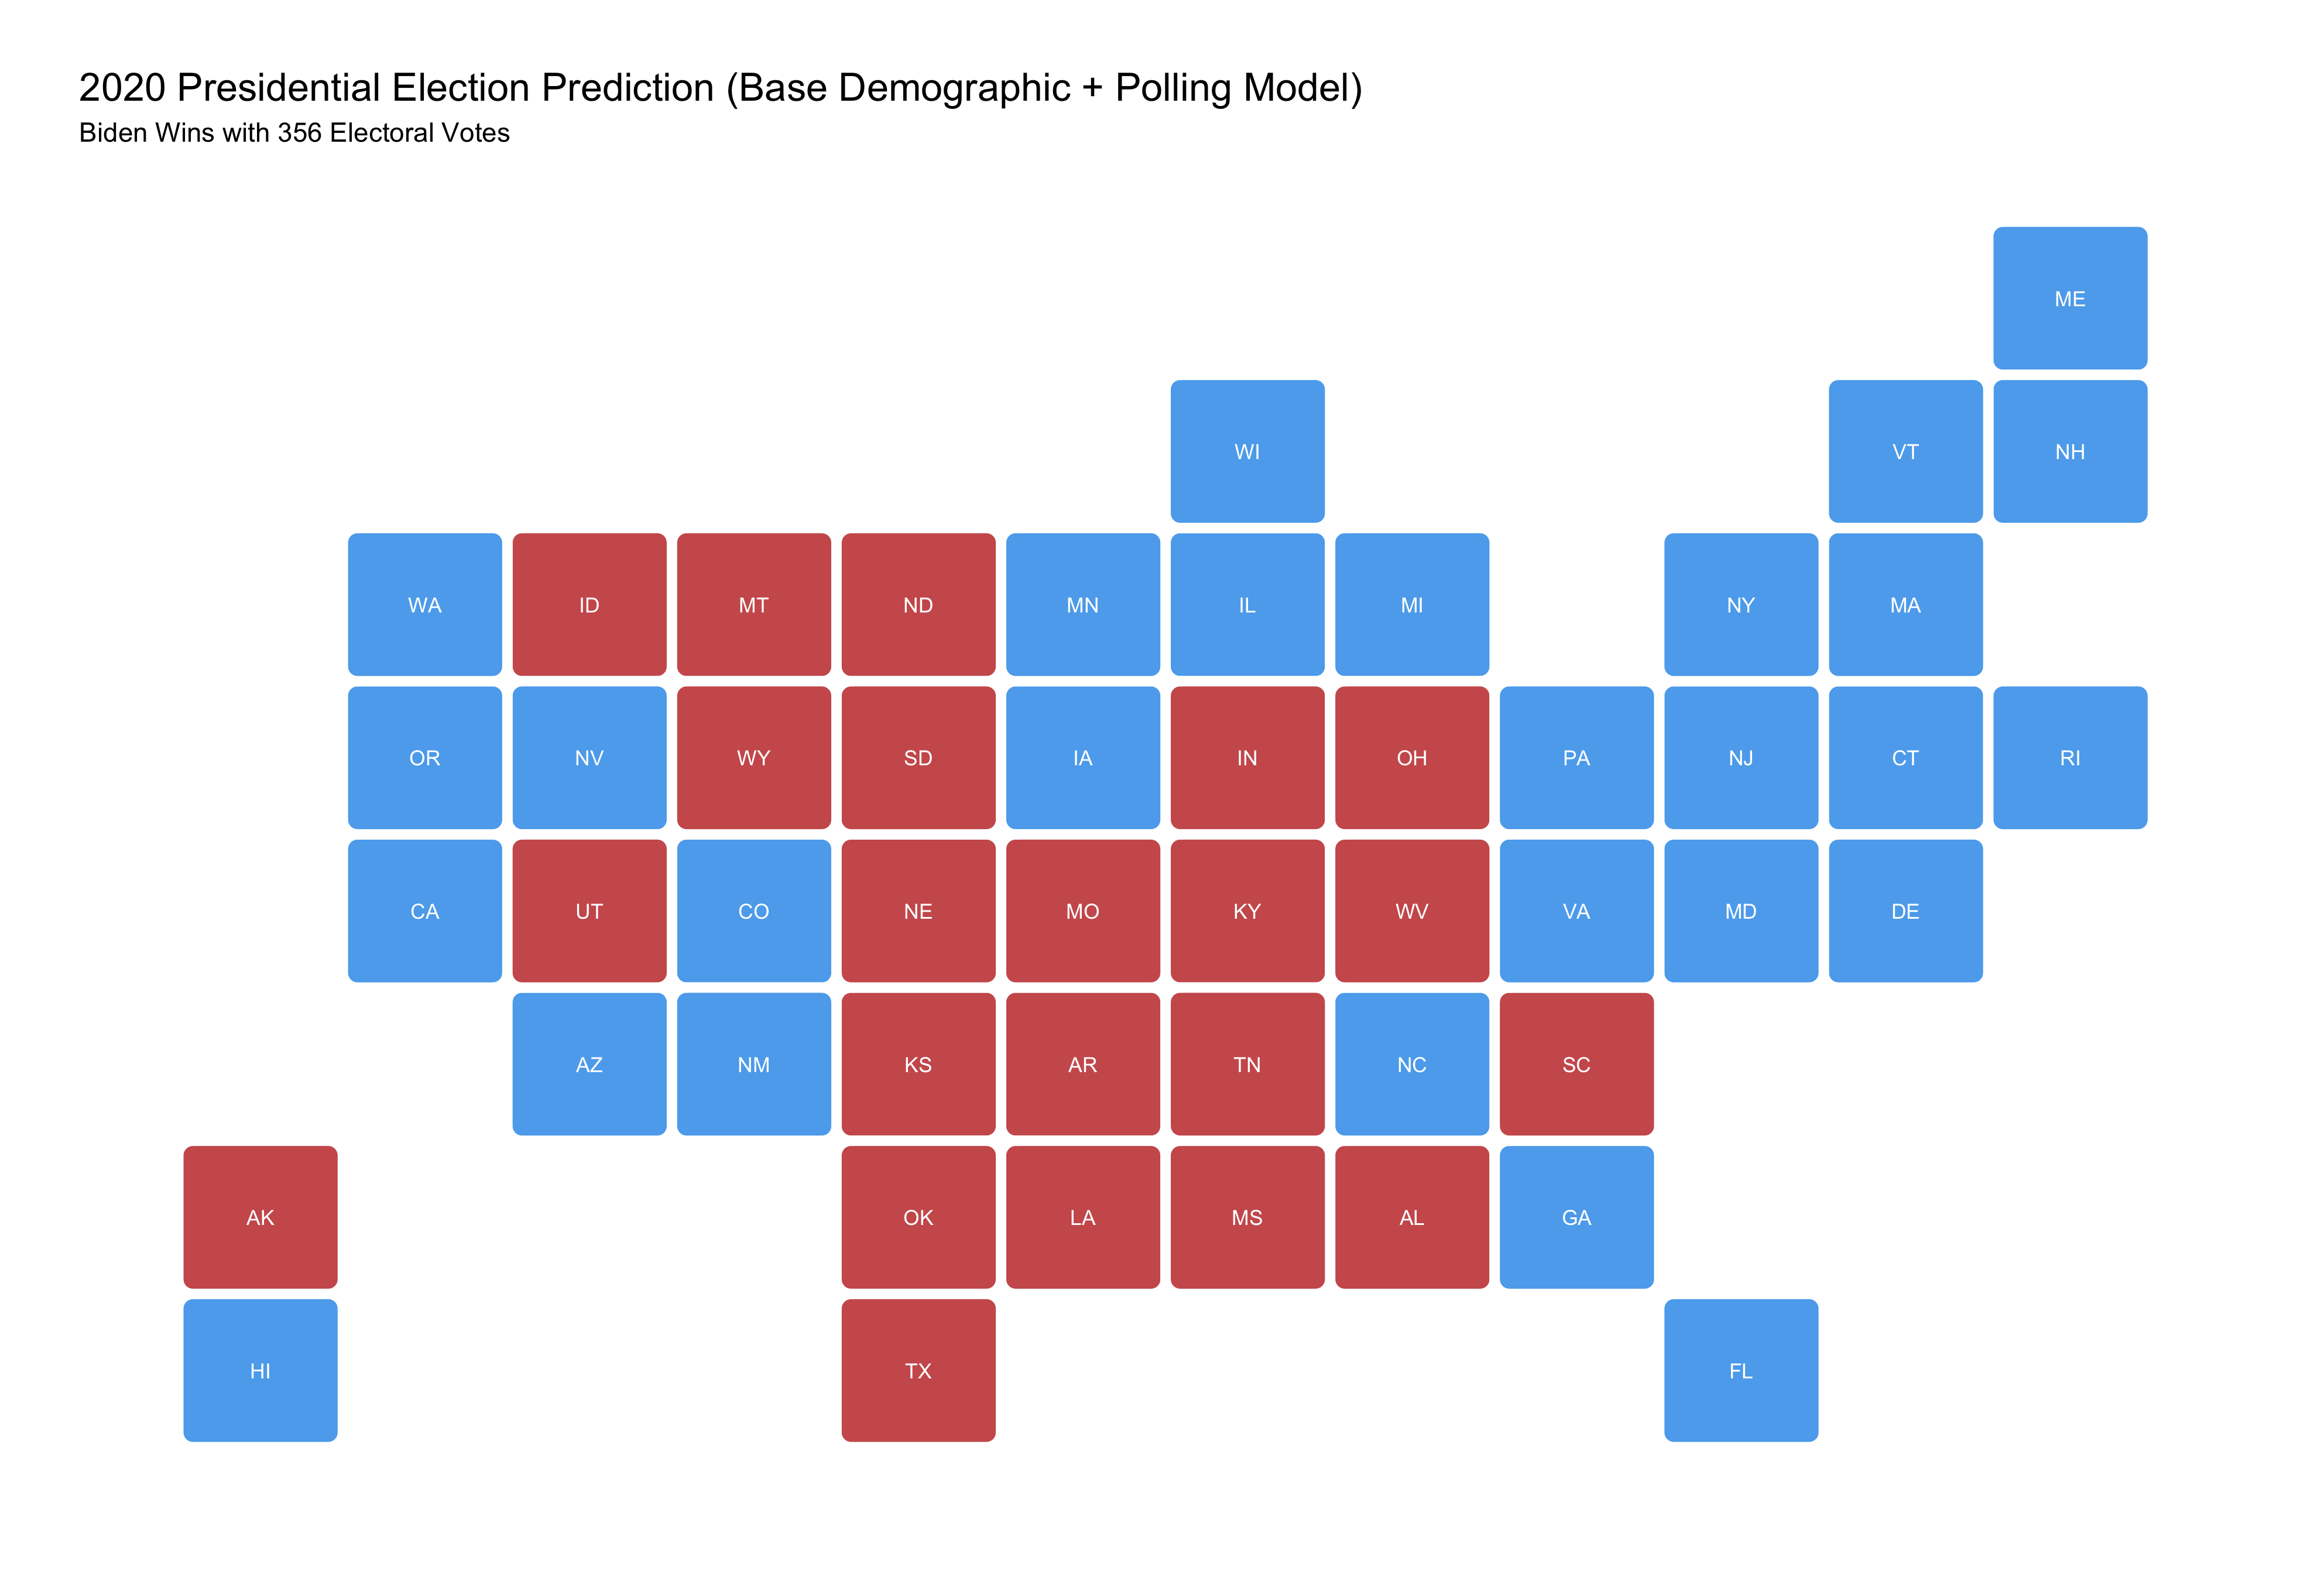 2020 Presidential Election Prediction (Base Demographic + Polling Model)
Biden Wins with 356 Electoral Votes
ME
WI VT NH
WA ID MT ND MN IL MI NY MA
OR NV WY SD IA IN OH PA NJ CT RI
CA UT CO NE MO KY WV VA MD DE
AZ NM KS AR TN NC SC
AK OK LA MS AL GA
HI TX FL